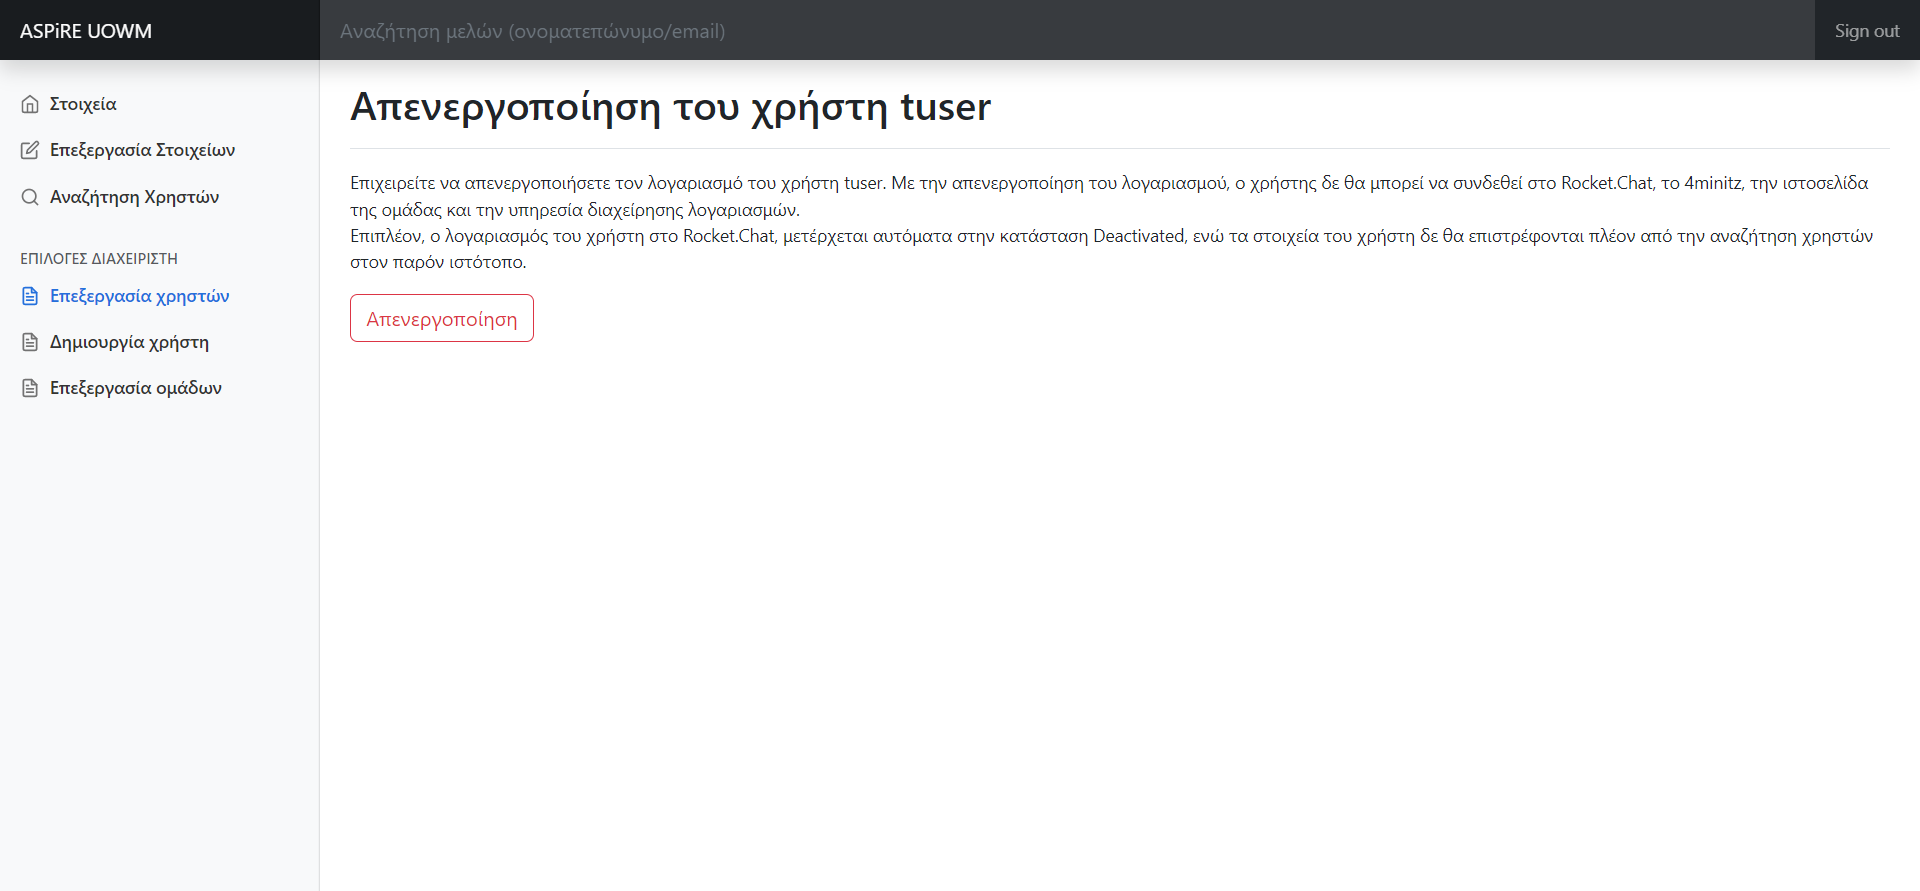 ASPiRE UOWM
Αναζήτηση μελών (ονοματεπώνυμο/email)
Sign out
Στοιχεία
Επεξεργασία Στοιχείων
Αναζήτηση Χρηστών
ΕΠΙΛΟΓΕΣ ΔΙΑΧΕΙΡΙΣΤΗ
Επεξεργασία χρηστών
Δημιουργία χρήστη
Επεξεργασία ομάδων
Απενεργοποίηση του χρήστη tuser
Επιχειρείτε να απενεργοποιήσετε τον λογαριασμό του χρήστη tuser. Με την απενεργοποίηση του λογαριασμού, ο χρήστης δε θα μπορεί να συνδεθεί στο Rocket.Chat, το 4minitz, την ιστοσελίδα
της ομάδας και την υπηρεσία διαχείρησης λογαριασμών.
Επιπλέον, ο λογαριασμός του χρήστη στο Rocket.Chat, μετέρχεται αυτόματα στην κατάσταση Deactivated, ενώ τα στοιχεία του χρήστη δε θα επιστρέφονται πλέον από την αναζήτηση χρηστών
στον παρόν ιστότοπο.
Απενεργοποίηση